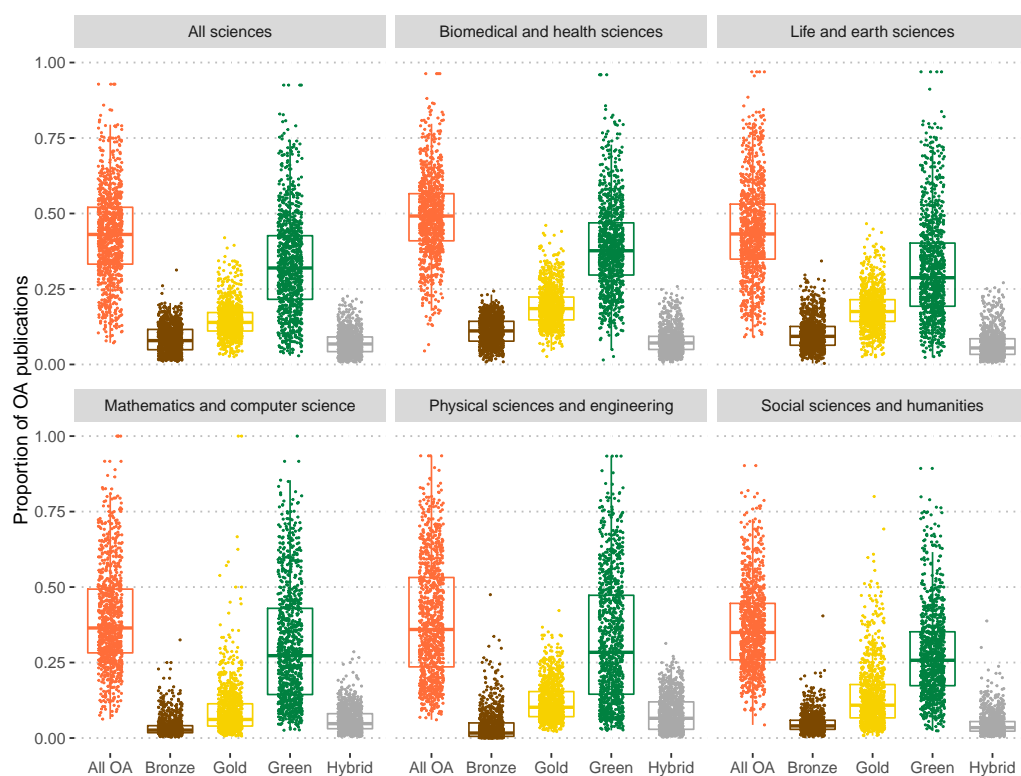 All sciences
Biomedical and health sciences
Life and earth sciences
1.00
0.75
0.50
0.25
0.00
Mathematics and computer science
Physical sciences and engineering
Social sciences and humanities
1.00
0.75
0.50
0.25
0.00
Proportion of OA publications
All OA Bronze Gold Green Hybrid
All OA Bronze Gold Green Hybrid
All OA Bronze Gold Green Hybrid